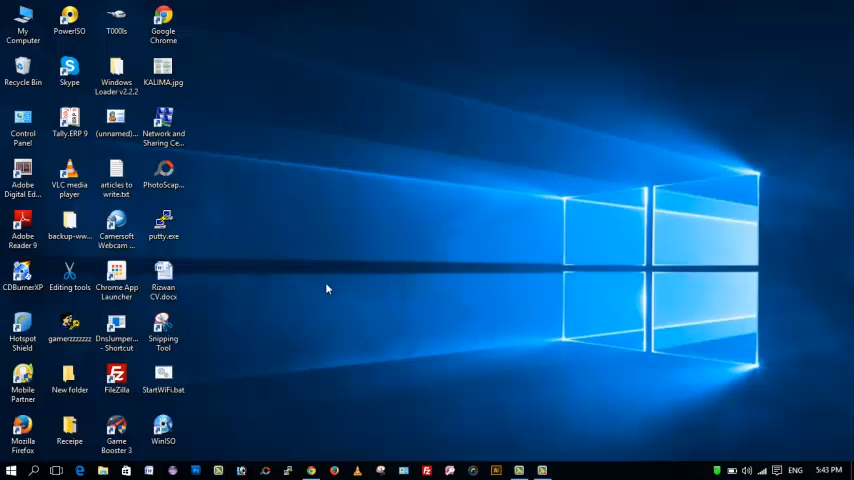 My
Computer
PowerISO
T000ls
Google
Chrome
Recycle Bin
Skype
Windows
Loader v2.2.2
KALIMA.jpg
Control
Panel
Tally.ERP 9
(unnamed)...
Network and
Sharing Ce...
Adobe
Digital Ed...
VLC media
player
articles to
write.txt
PhotoScap...
Adobe
Reader 9
backup-ww...
Camersoft
Webcam ...
putty.exe
CDBurnerXP
Editing tools
Chrome App
Launcher
Rizwan
CV.docx
Hotspot
Shield
gamerzzzzzz
DnsJumper...
- Shortcut
Snipping
Tool
Mobile
Partner
New folder
FileZilla
StartWiFi.bat
Mozilla
Firefox
Receipe
Game
Booster 3
WinISO
ENG
5:43 PM